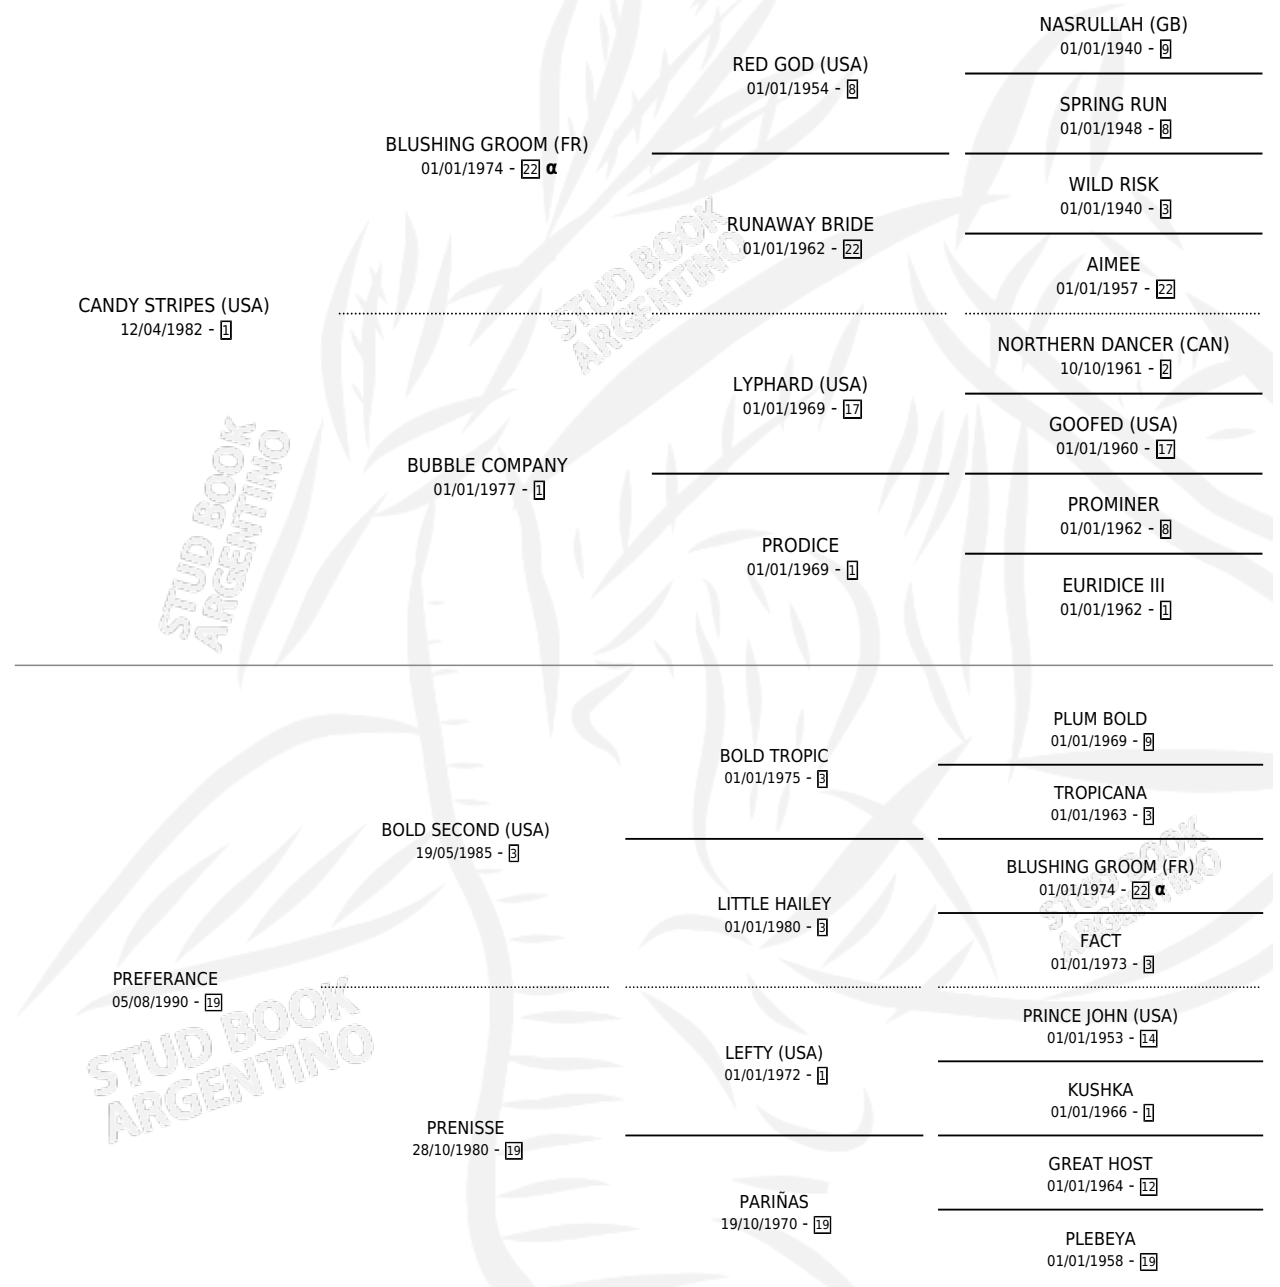 NASRULLAH (GB)
01/01/1940 - 9
RED GOD (USA)
01/01/1954 - 8
SPRING RUN
01/01/1948 - 8
BLUSHING GROOM (FR)
01/01/1974 - 22 α
WILD RISK
01/01/1940 - 3
RUNAWAY BRIDE
01/01/1962 - 22
AIMEE
01/01/1957 - 22
CANDY STRIPES (USA)
12/04/1982 - 1
NORTHERN DANCER (CAN)
10/10/1961 - 2
LYPHARD (USA)
01/01/1969 - 17
GOOFED (USA)
01/01/1960 - 17
BUBBLE COMPANY
01/01/1977 - 1
PROMINER
01/01/1962 - 8
PRODICE
01/01/1969 - 1
EURIDICE III
01/01/1962 - 1
PLUM BOLD
01/01/1969 - 9
BOLD TROPIC
01/01/1975 - 3
TROPICANA
01/01/1963 - 3
BOLD SECOND (USA)
19/05/1985 - 3
BLUSHING GROOM (FR)
01/01/1974 - 22 α
LITTLE HAILEY
01/01/1980 - 3
FACT
01/01/1973 - 3
PREFERANCE
05/08/1990 - 19
PRINCE JOHN (USA)
01/01/1953 - 14
LEFTY (USA)
01/01/1972 - 1
KUSHKA
01/01/1966 - 1
PRENISSE
28/10/1980 - 19
GREAT HOST
01/01/1964 - 12
PARIÑAS
19/10/1970 - 19
PLEBEYA
01/01/1958 - 19
STUD BOOK
ARGENTINO
STUD BOOK
ARGENTINO
STUD BOOK
ARGENTINO
STUD BOOK
ARGENTINO